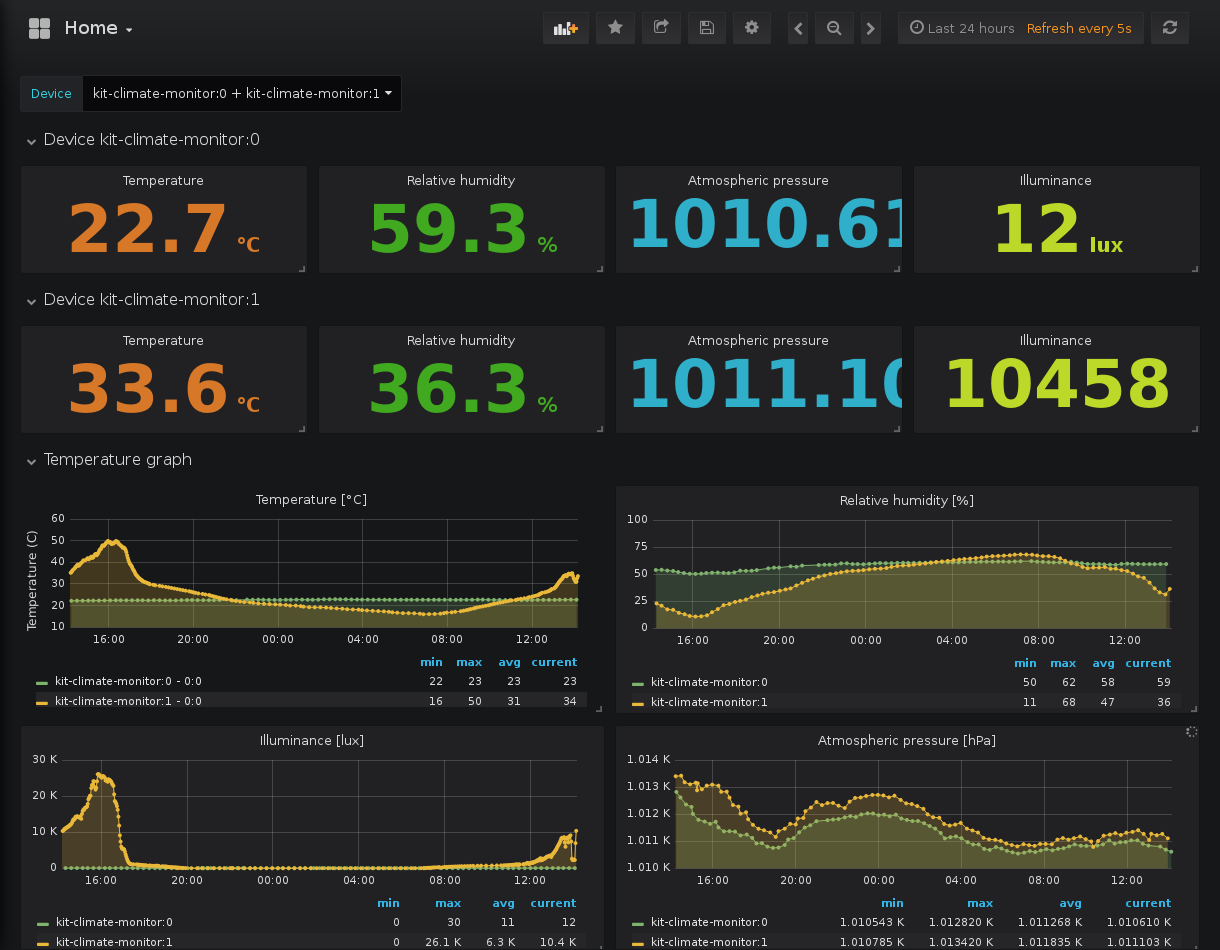 Home
Last 24 hours Refresh every 5s
Device kit-climate-monitor:0 + kit-climate-monitor:1
Device kit-climate-monitor:0
Temperature Relative humidity Atmospheric pressure Illuminance
22.7 °C 59.3 % 1010.61 12 lux
Device kit-climate-monitor:1
Temperature Relative humidity Atmospheric pressure Illuminance
33.6 °C 36.3 % 1011.10 10458
Temperature graph
Temperature [°C]
Temperature (C)
60
50
40
30
20
10
16:00 20:00 00:00 04:00 08:00 12:00
min max avg current
kit-climate-monitor:0 - 0:0 22 23 23 23
kit-climate-monitor:1 - 0:0 16 50 31 34
Relative humidity [%]
100
75
50
25
0
16:00 20:00 00:00 04:00 08:00 12:00
min max avg current
kit-climate-monitor:0 50 62 58 59
kit-climate-monitor:1 11 68 47 36
Illuminance [lux]
30 K
20 K
10 K
0
16:00 20:00 00:00 04:00 08:00 12:00
min max avg current
kit-climate-monitor:0 0 30 11 12
kit-climate-monitor:1 0 26.1 K 6.3 K 10.4 K
Atmospheric pressure [hPa]
1.014 K
1.013 K
1.012 K
1.011 K
1.010 K
16:00 20:00 00:00 04:00 08:00 12:00
min max avg current
kit-climate-monitor:0 1.010543 K 1.012820 K 1.011268 K 1.010610 K
kit-climate-monitor:1 1.010785 K 1.013420 K 1.011835 K 1.011103 K